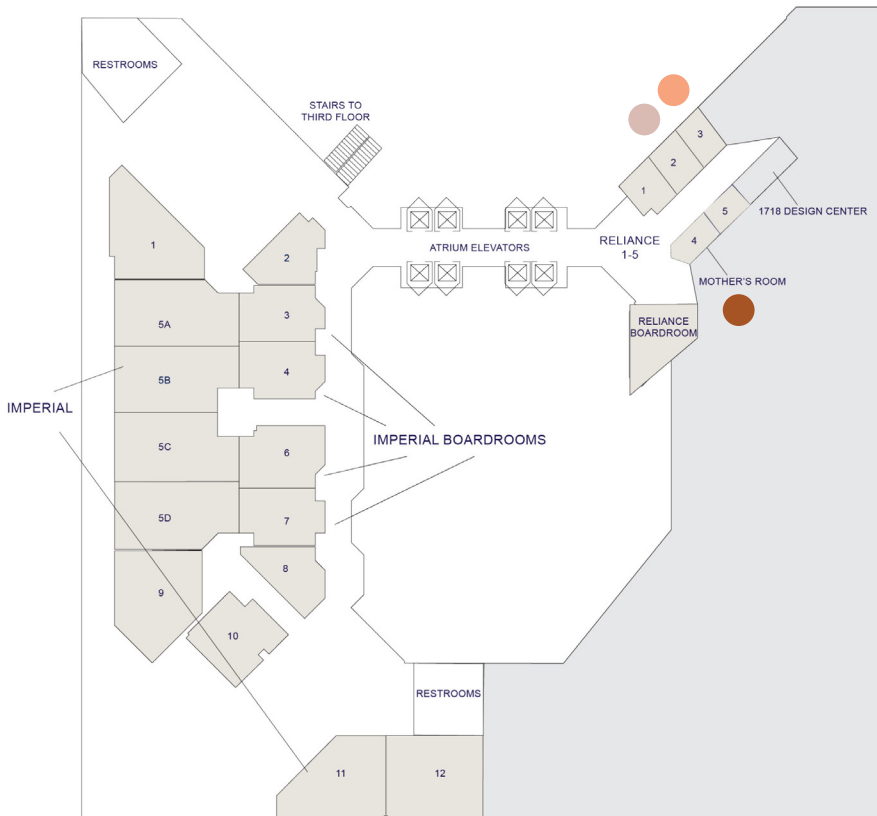 RESTROOMS
STAIRS TO
THIRD FLOOR
3
2
1
5
4
1718 DESIGN CENTER
ATRIUM ELEVATORS
RELIANCE
1-5
MOTHER'S ROOM
RELIANCE
BOARDROOM
1
2
5A
3
5B
4
IMPERIAL
IMPERIAL BOARDROOMS
5C
6
5D
7
8
9
10
RESTROOMS
11
12